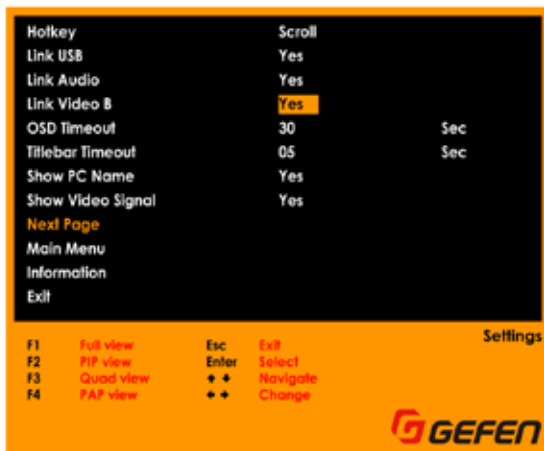 Hotkey Scroll
Link USB Yes
Link Audio Yes
Link Video B Yes
OSD Timeout 30 Sec
Titlebar Timeout 05 Sec
Show PC Name Yes
Show Video Signal Yes
Next Page
Main Menu
Information
Exit
Settings
F1 Full view Esc Exit
F2 PIP view Enter Select
F3 Quad view Navigate
F4 PAP view Change
GEFEN